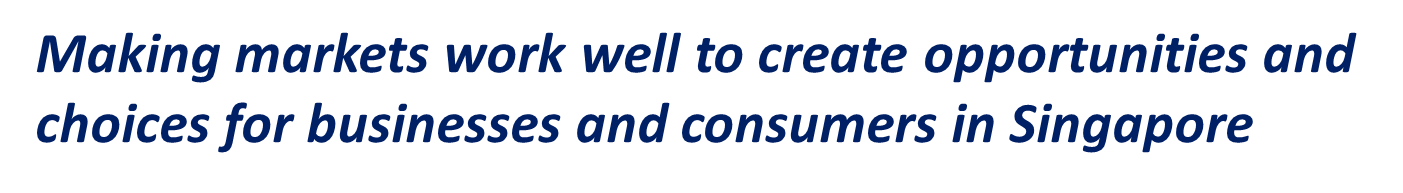 Making markets work well to create opportunities and
choices for businesses and consumers in Singapore